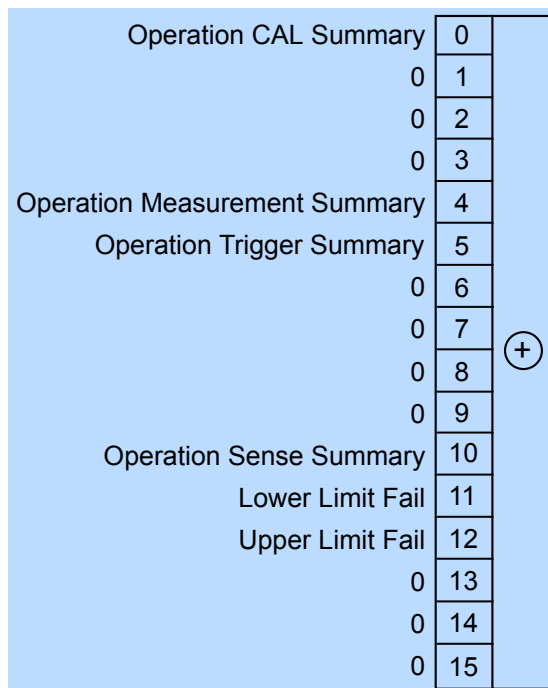 Operation CAL Summary 0
0 1
0 2
0 3
Operation Measurement Summary 4
Operation Trigger Summary 5
0 6
0 7
+
0 8
0 9
Operation Sense Summary 10
Lower Limit Fail 11
Upper Limit Fail 12
0 13
0 14
0 15